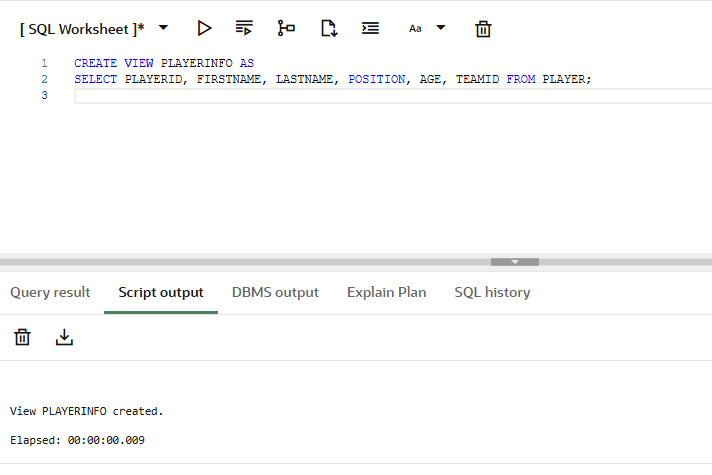 [ SQL Worksheet ]*
Aa
1 CREATE VIEW PLAYERINFO AS
2 SELECT PLAYERID, FIRSTNAME, LASTNAME, POSITION, AGE, TEAMID FROM PLAYER;
3
Query result Script output DBMS output Explain Plan SQL history
View PLAYERINFO created.
Elapsed: 00:00:00.009